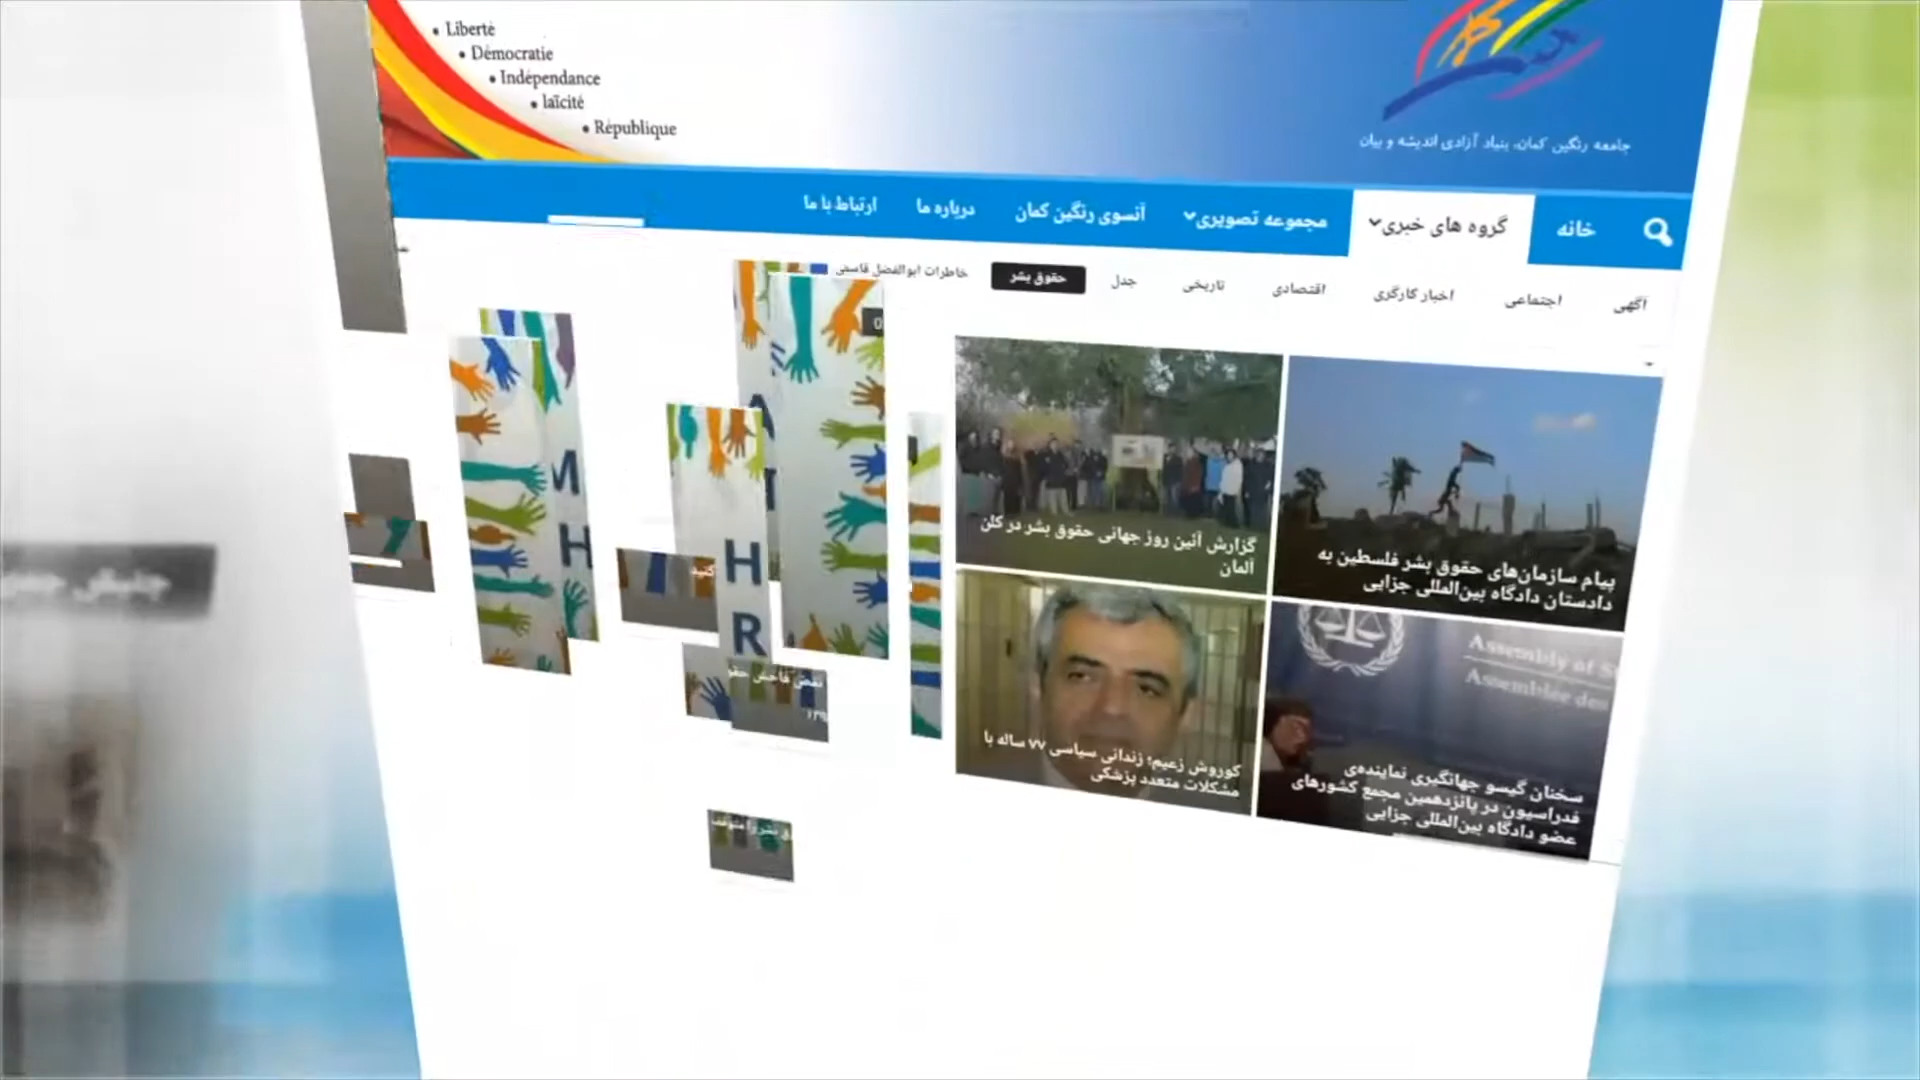 • Liberté
• Démocratie
• Indépendance
• laïcité
• République
جامعه رنگین کمان، بنیاد آزادی اندیشه و بیان
خانه
گروه های خبری
مجموعه تصویری
آنسوی رنگین کمان
درباره ما
ارتباط با ما
آگهی
اجتماعی
اخبار کارگری
اقتصادی
تاریخی
جدل
حقوق بشر
خاطرات ابوالفضل قاسمی
پیام سازمان‌های حقوق بشر فلسطین به
دادستان دادگاه بین‌المللی جزایی
گزارش آئین روز جهانی حقوق بشر در کلن
آلمان
Assembly of
Assemblée des
سخنان گیسو جهانگیری نماینده‌ی
فدراسیون در پانزدهمین مجمع کشورهای
عضو دادگاه بین‌المللی جزایی
کوروش زعیم؛ زندانی سیاسی ۷۷ ساله با
مشکلات متعدد پزشکی
M
H
H
R
کنید
نقض فاحش